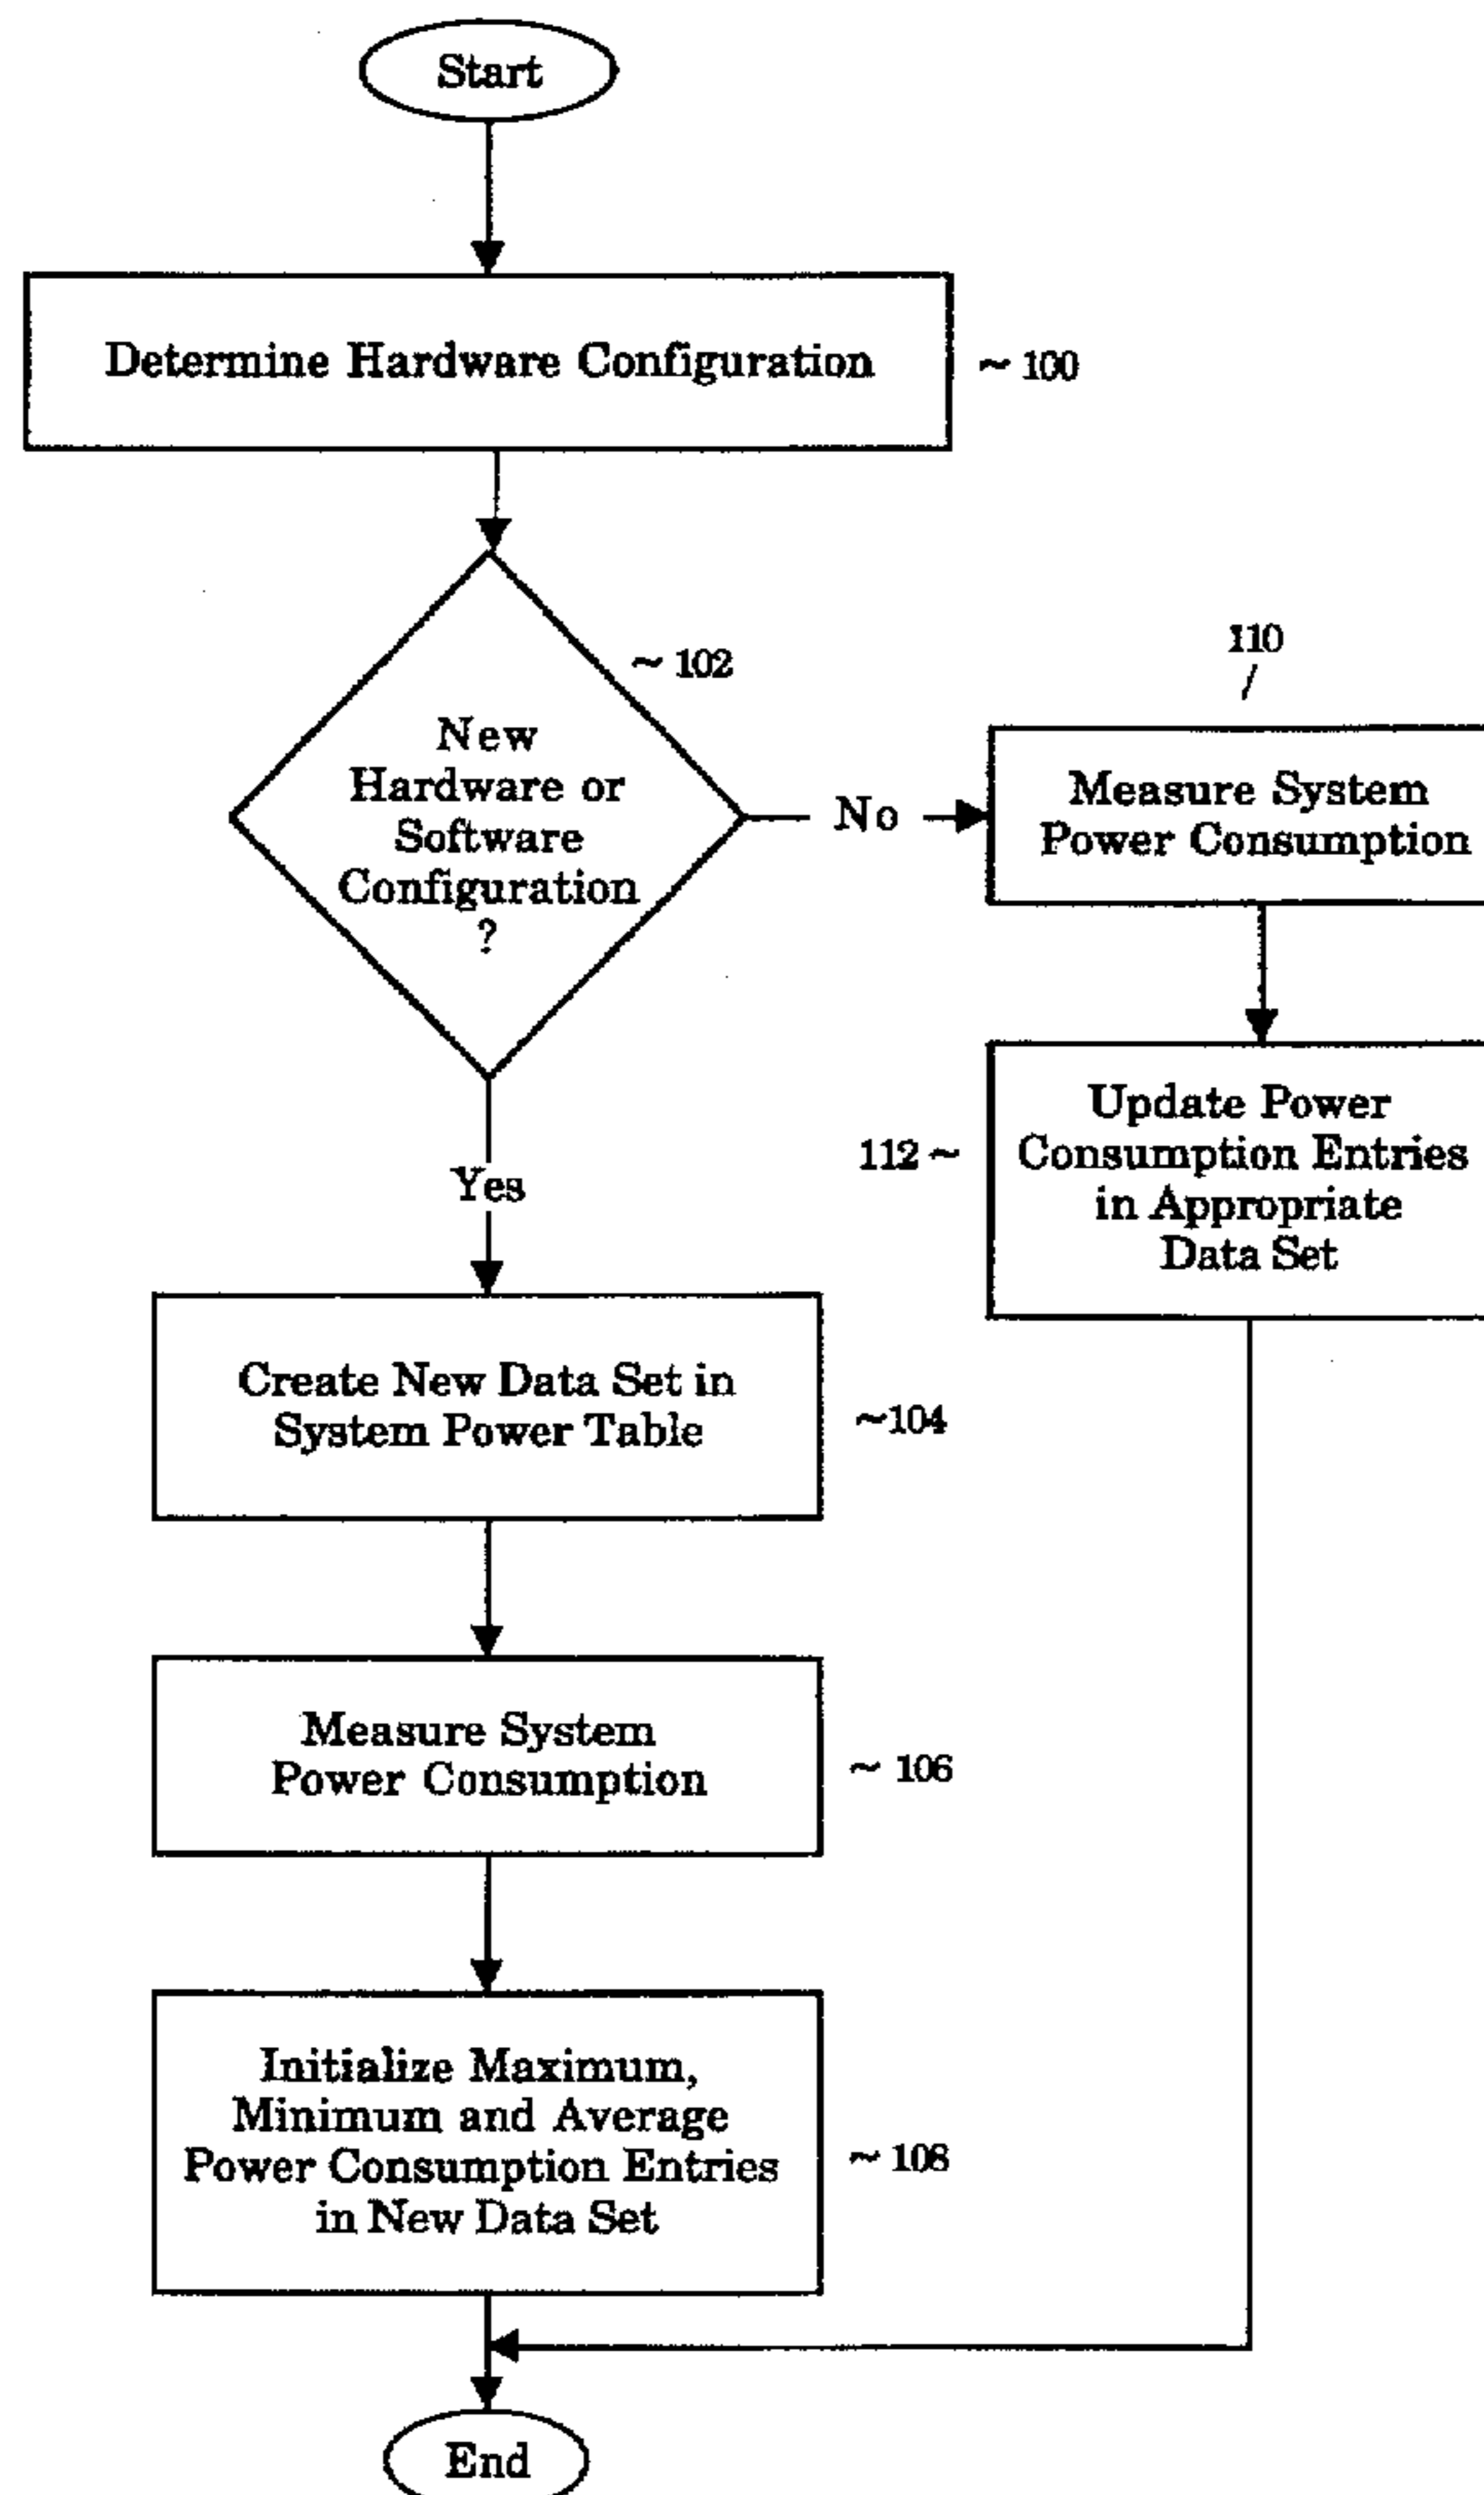 Start
Determine Hardware Configuration
~ 100
~ 102
New
Hardware or
Software
Configuration
?
No
110
Measure System
Power Consumption
112 ~
Update Power
Consumption Entries
in Appropriate
Data Set
Yes
Create New Data Set in
System Power Table
~104
Measure System
Power Consumption
~ 106
Initialize Maximum,
Minimum and Average
Power Consumption Entries
in New Data Set
~ 108
End